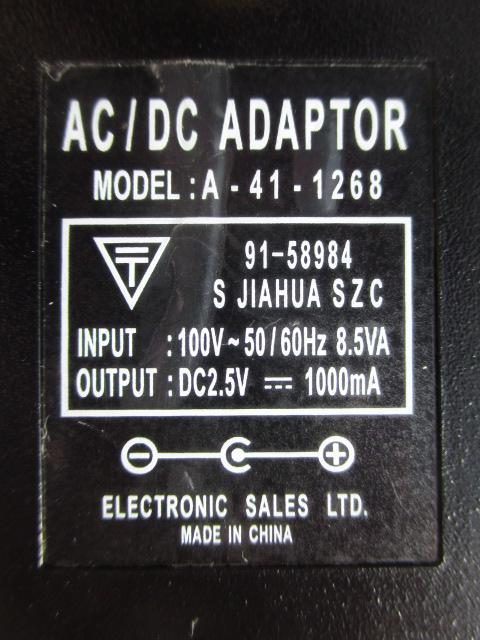 AC/DC ADAPTOR
MODEL : A - 41 - 1268
91-58984
S JIAHUA SZC
INPUT : 100V ~ 50 / 60Hz 8.5VA
OUTPUT : DC2.5V ⎓ 1000mA
ELECTRONIC SALES LTD.
MADE IN CHINA